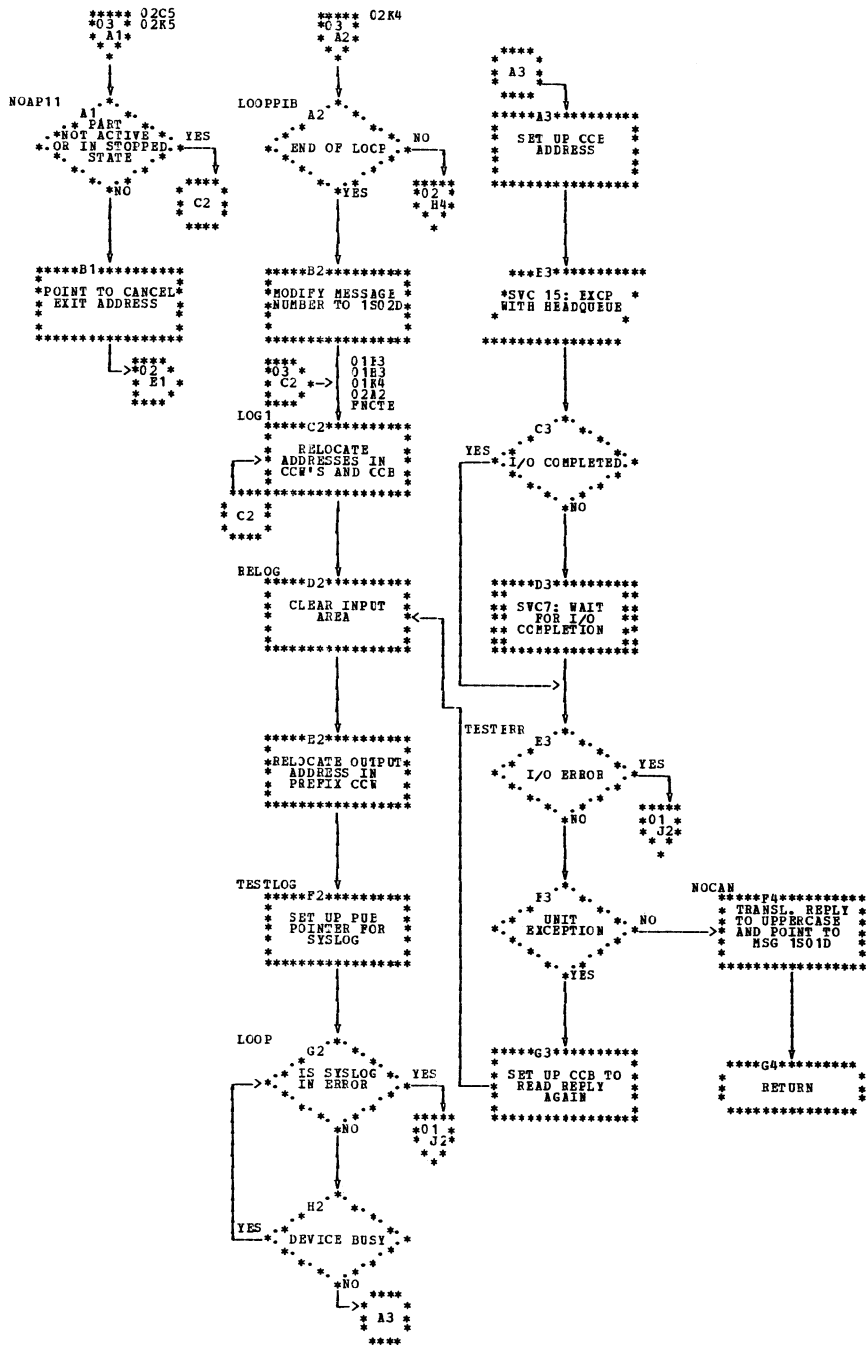 02C5
02K5
03
A1
NOAP11
A1
PART
NOT ACTIVE
OR IN STOPPED
STATE
YES
C2
NO
B1
POINT TO CANCEL
EXIT ADDRESS
02
E1
02K4
03
A2
LOOPPIB
A2
END OF LOOP
NO
02
H4
YES
B2
MODIFY MESSAGE
NUMBER TO 1S02D
03
C2
01H3
01K4
02A2
FNCTE
LOG1
C2
RELOCATE
ADDRESSES IN
CCW'S AND CCB
C2
RELOG
D2
CLEAR INPUT
AREA
E2
RELOCATE OUTPUT
ADDRESS IN
PREFIX CCW
TESTLOG
F2
SET UP PUB
POINTER FOR
SYSLOG
LOOP
G2
IS SYSLOG
IN ERROR
YES
01
J2
NO
H2
YES
DEVICE BUSY
NO
A3
A3
A3
SET UP CCB
ADDRESS
B3
SVC 15: EXCP
WITH HEADQUEUE
C3
YES
I/O COMPLETED
NO
D3
SVC7: WAIT
FOR I/O
COMPLETION
TESTERR
E3
YES
I/O ERROR
01
J2
NO
F3
UNIT
EXCEPTION
NO
YES
G3
SET UP CCB TO
READ REPLY
AGAIN
NOCAN
F4
TRANSL. REPLY
TO UPPERCASE
AND POINT TO
MSG 1S01D
G4
RETURN